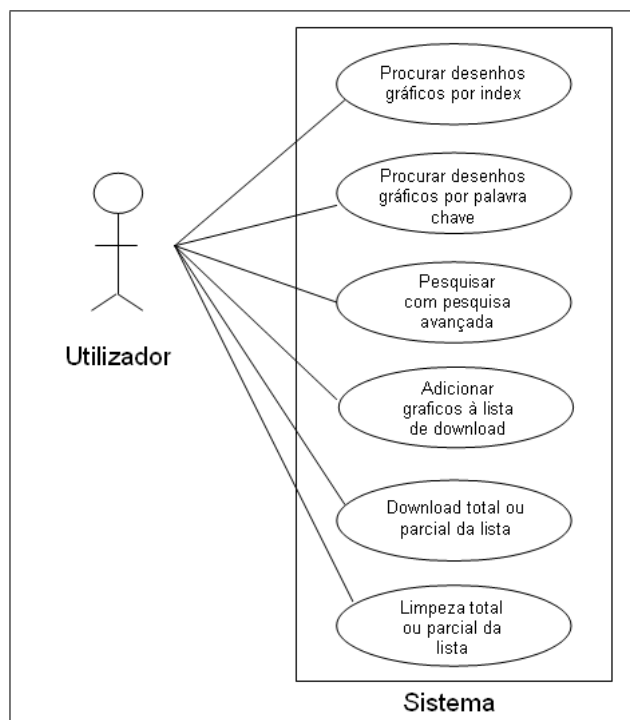 Procurar desenhos
gráficos por index
Procurar desenhos
gráficos por palavra
chave
Pesquisar
com pesquisa
avançada
Utilizador
Adicionar
graficos à lista
de download
Download total ou
parcial da lista
Limpeza total
ou parcial da
lista
Sistema